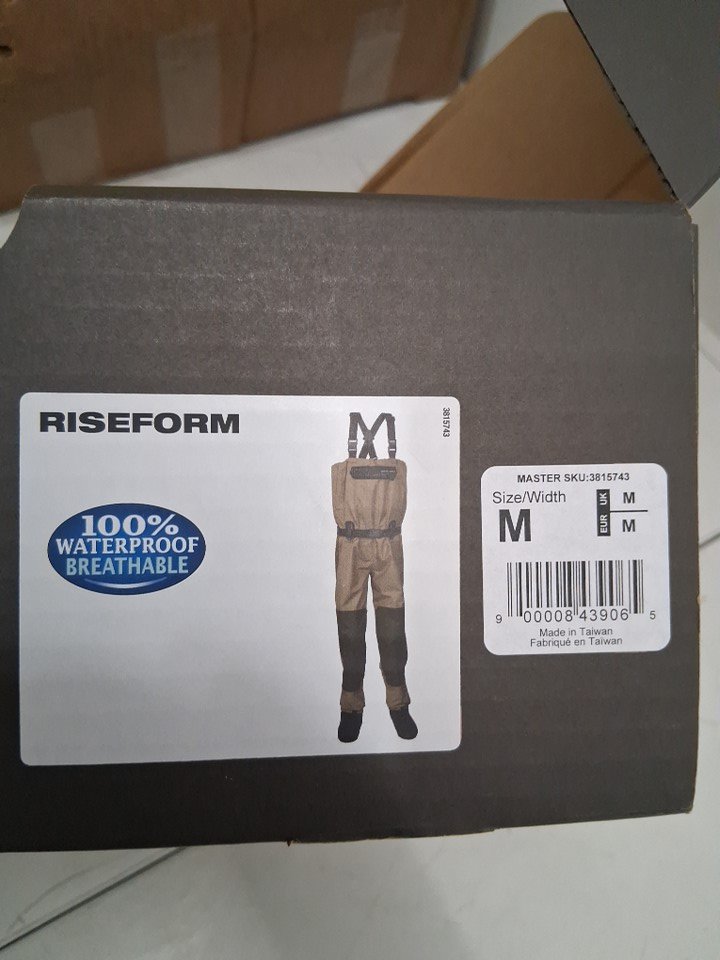 RISEFORM
3815743
100%
WATERPROOF
BREATHABLE
MASTER SKU:3815743
Size/Width
M
UK M
EUR M
9 00008 43906 5
Made in Taiwan
Fabriqué en Taïwan